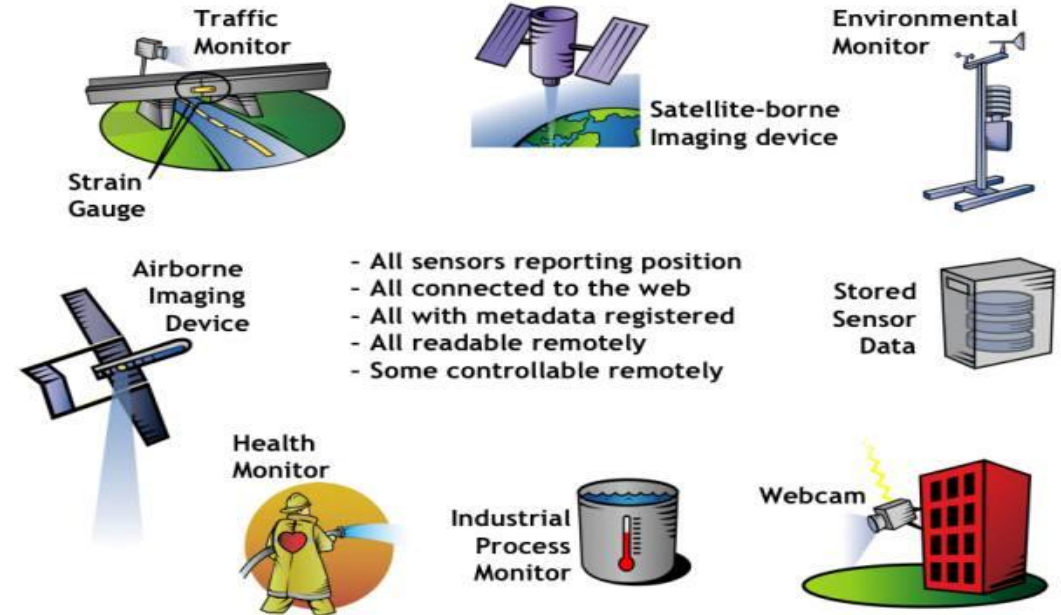 Traffic
Monitor
Strain
Gauge
Satellite-borne
Imaging device
Environmental
Monitor
Airborne
Imaging
Device
- All sensors reporting position
- All connected to the web
- All with metadata registered
- All readable remotely
- Some controllable remotely
Stored
Sensor
Data
Health
Monitor
Industrial
Process
Monitor
Webcam